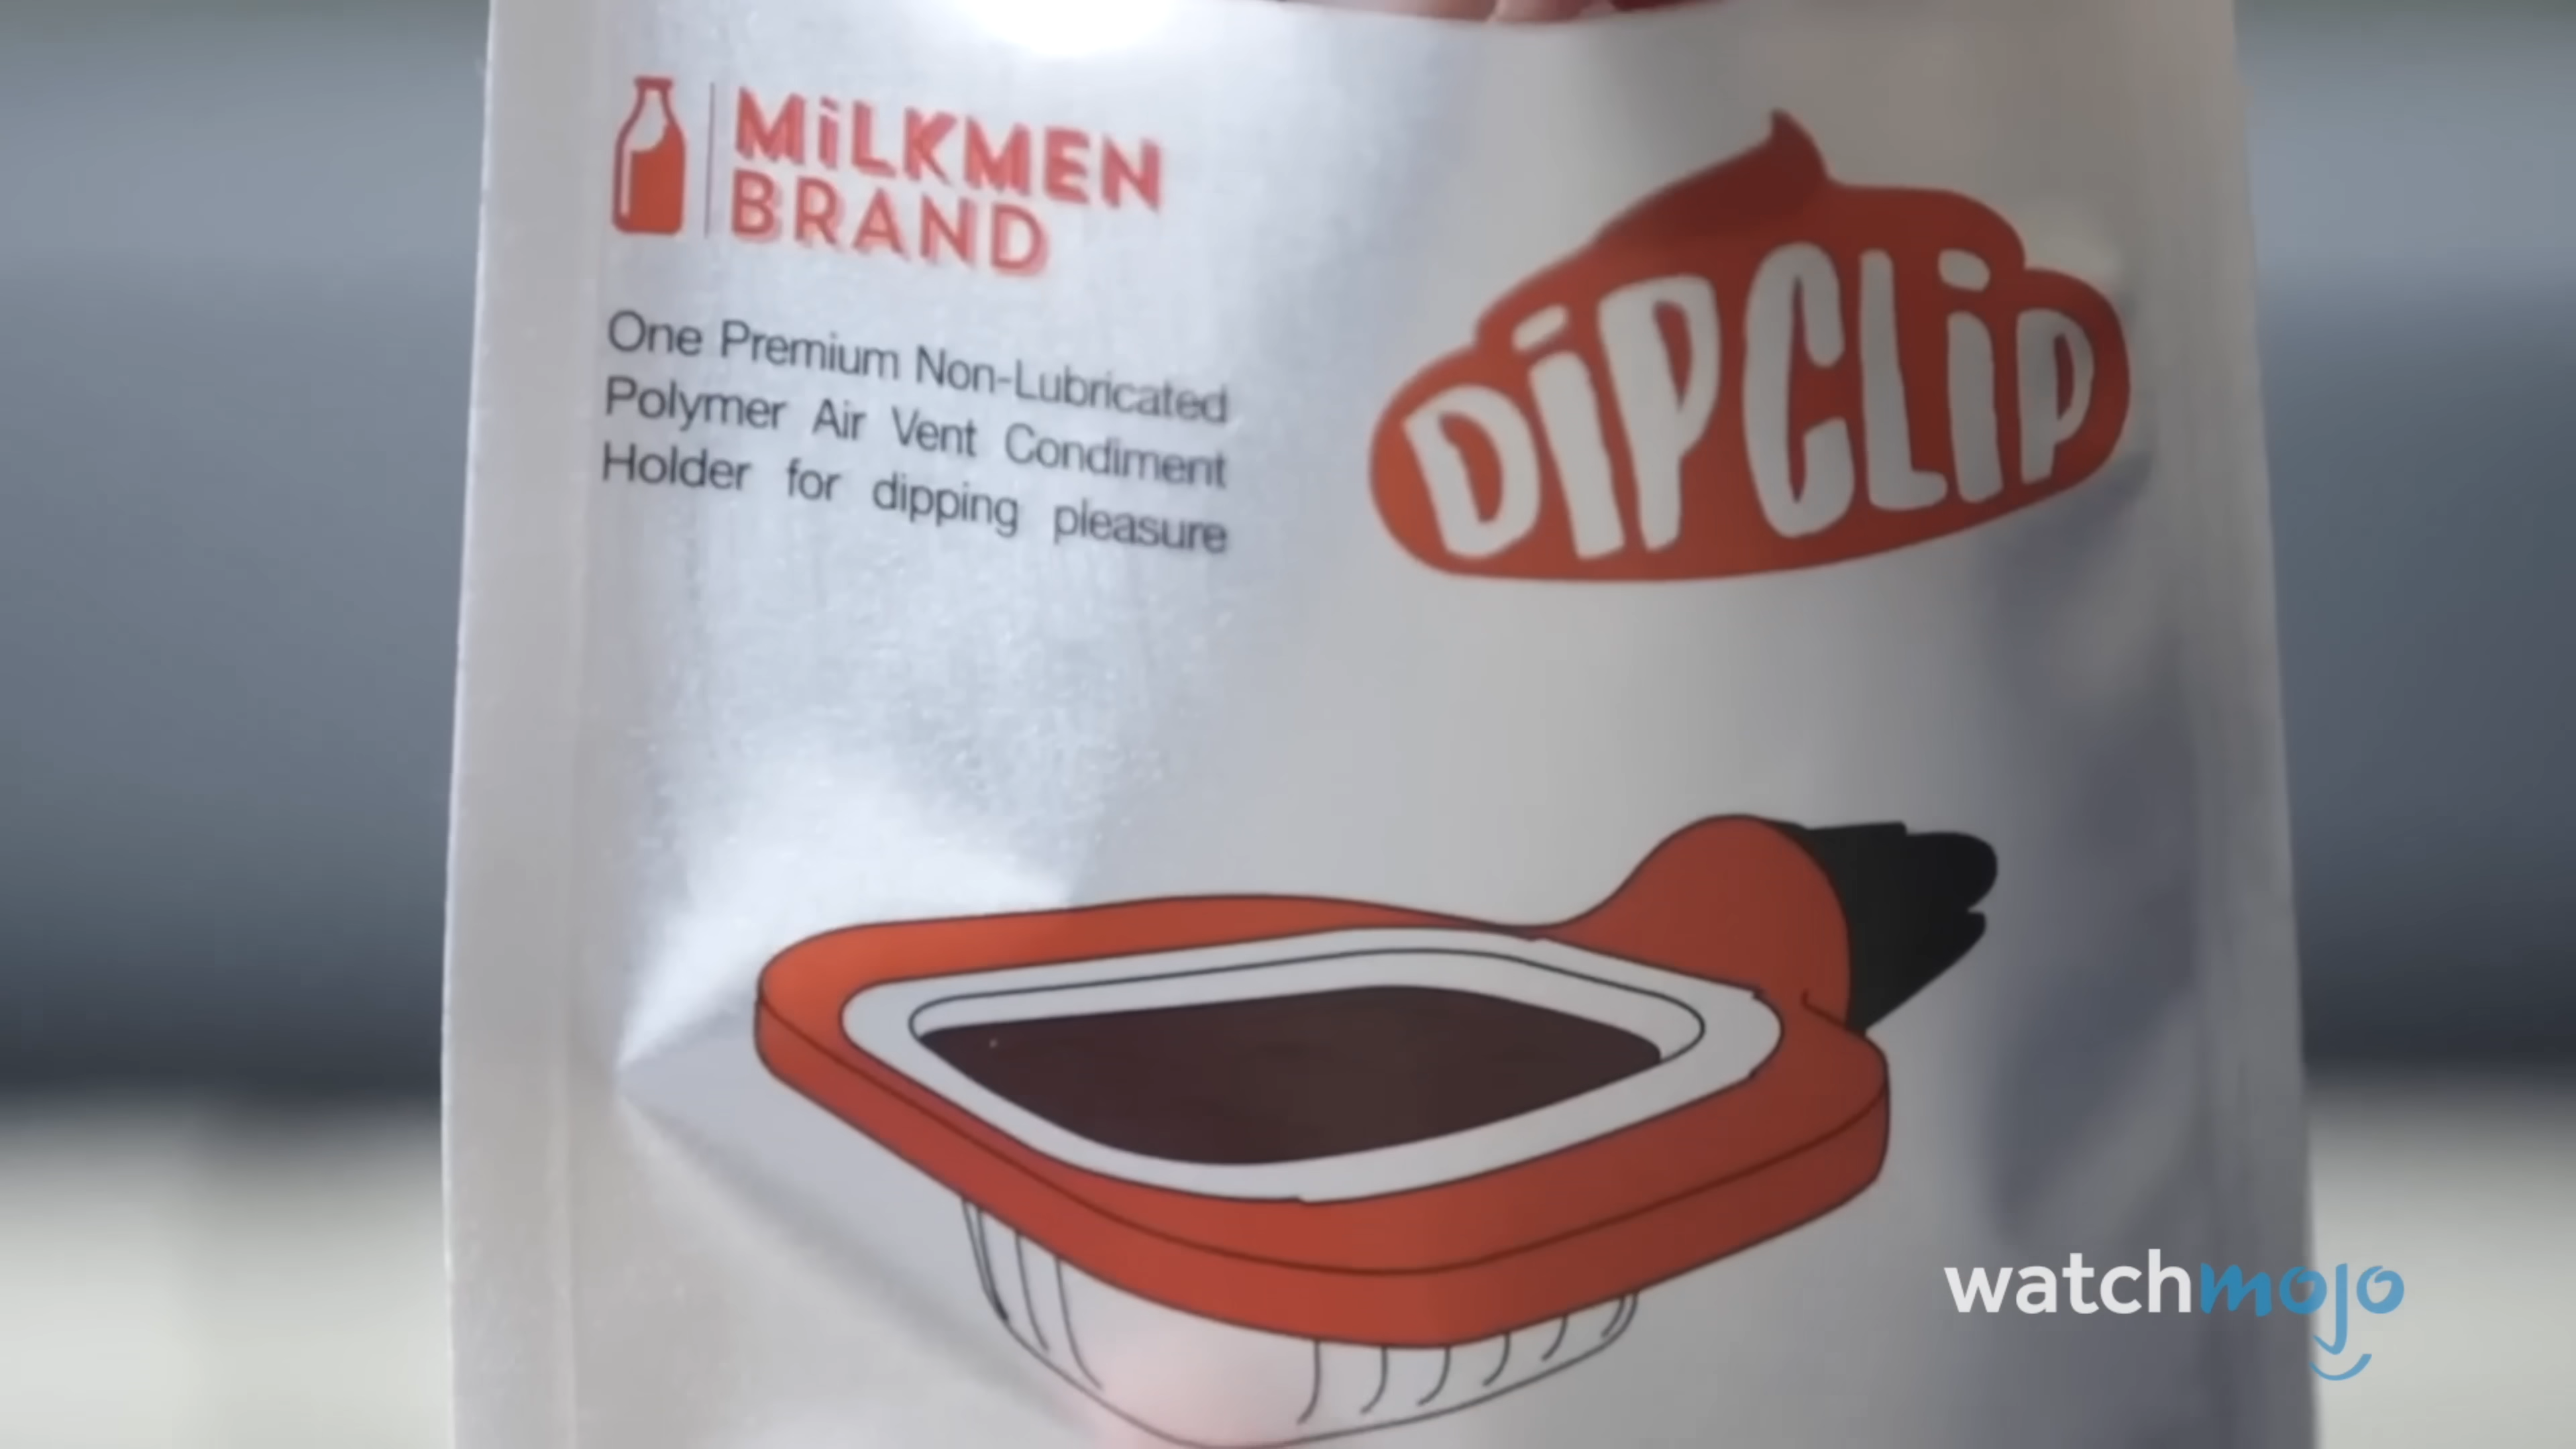 MiLKMEN
BRAND
One Premium Non-Lubricated
Polymer Air Vent Condiment
Holder for dipping pleasure
DiPCLiP
watchmojo